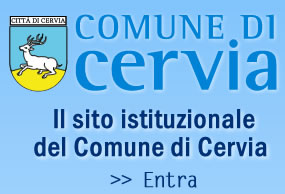 CITTÀ DI CERVIA
COMUNE DI
cervia
Il sito istituzionale
del Comune di Cervia
>> Entra